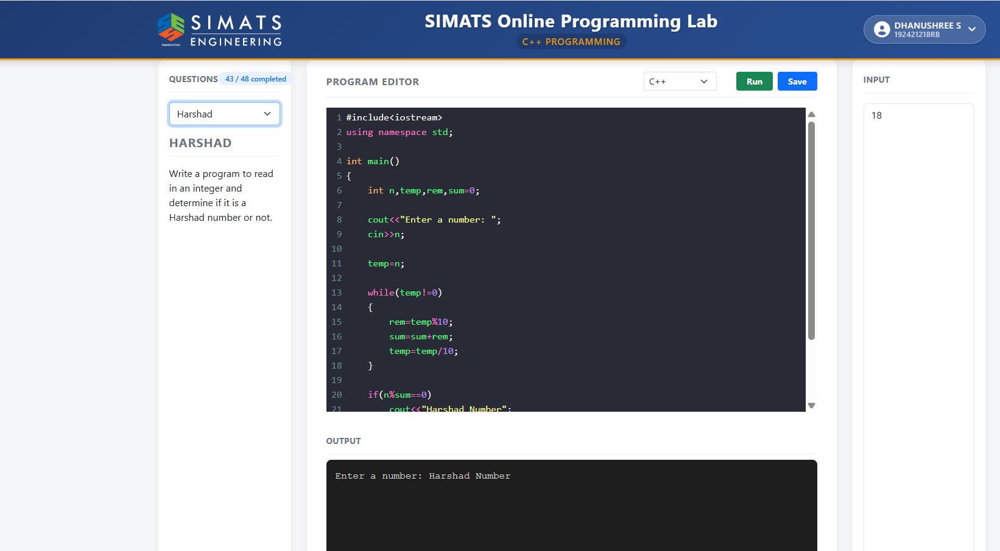 SIMATS
ENGINEERING
Engineer to Excel
SIMATS Online Programming Lab
C++ PROGRAMMING
DHANUSHREE S
192421218RB
QUESTIONS 43 / 48 completed
Harshad
HARSHAD
Write a program to read
in an integer and
determine if it is a
Harshad number or not.
PROGRAM EDITOR
C++
Run
Save
1 #include<iostream>
2 using namespace std;
3
4 int main()
5 {
6     int n,temp,rem,sum=0;
7
8     cout<<"Enter a number: ";
9     cin>>n;
10
11     temp=n;
12
13     while(temp!=0)
14     {
15         rem=temp%10;
16         sum=sum+rem;
17         temp=temp/10;
18     }
19
20     if(n%sum==0)
21         cout<<"Harshad Number";
OUTPUT
Enter a number: Harshad Number
INPUT
18